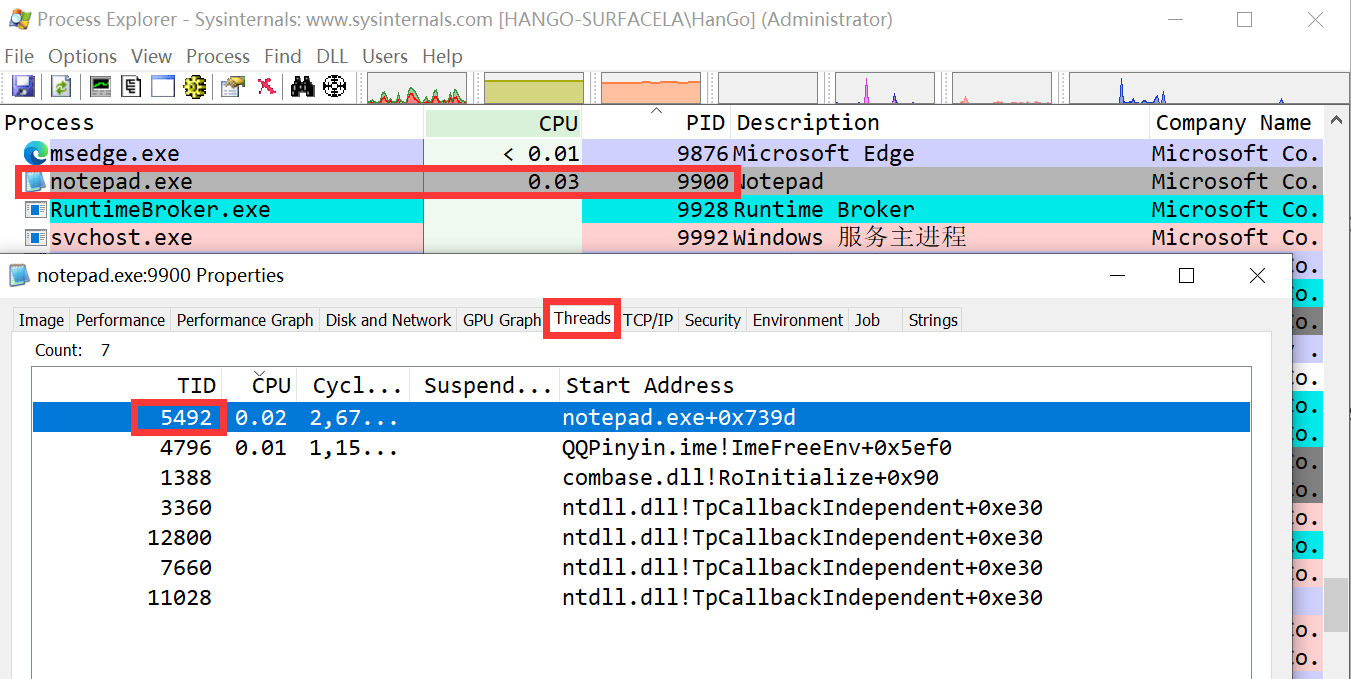 Process Explorer - Sysinternals: www.sysinternals.com [HANGO-SURFACELA\HanGo] (Administrator)
File Options View Process Find DLL Users Help
Process CPU PID Description Company Name
msedge.exe < 0.01 9876 Microsoft Edge Microsoft Co.
notepad.exe 0.03 9900 Notepad Microsoft Co.
RuntimeBroker.exe 9928 Runtime Broker Microsoft Co.
svchost.exe 9992 Windows 服务主进程 Microsoft Co.
notepad.exe:9900 Properties
Image Performance Performance Graph Disk and Network GPU Graph Threads TCP/IP Security Environment Job Strings
Count: 7
TID CPU Cycl... Suspend... Start Address
5492 0.02 2,67... notepad.exe+0x739d
4796 0.01 1,15... QQPinyin.ime!ImeFreeEnv+0x5ef0
1388 combase.dll!RoInitialize+0x90
3360 ntdll.dll!TpCallbackIndependent+0xe30
12800 ntdll.dll!TpCallbackIndependent+0xe30
7660 ntdll.dll!TpCallbackIndependent+0xe30
11028 ntdll.dll!TpCallbackIndependent+0xe30